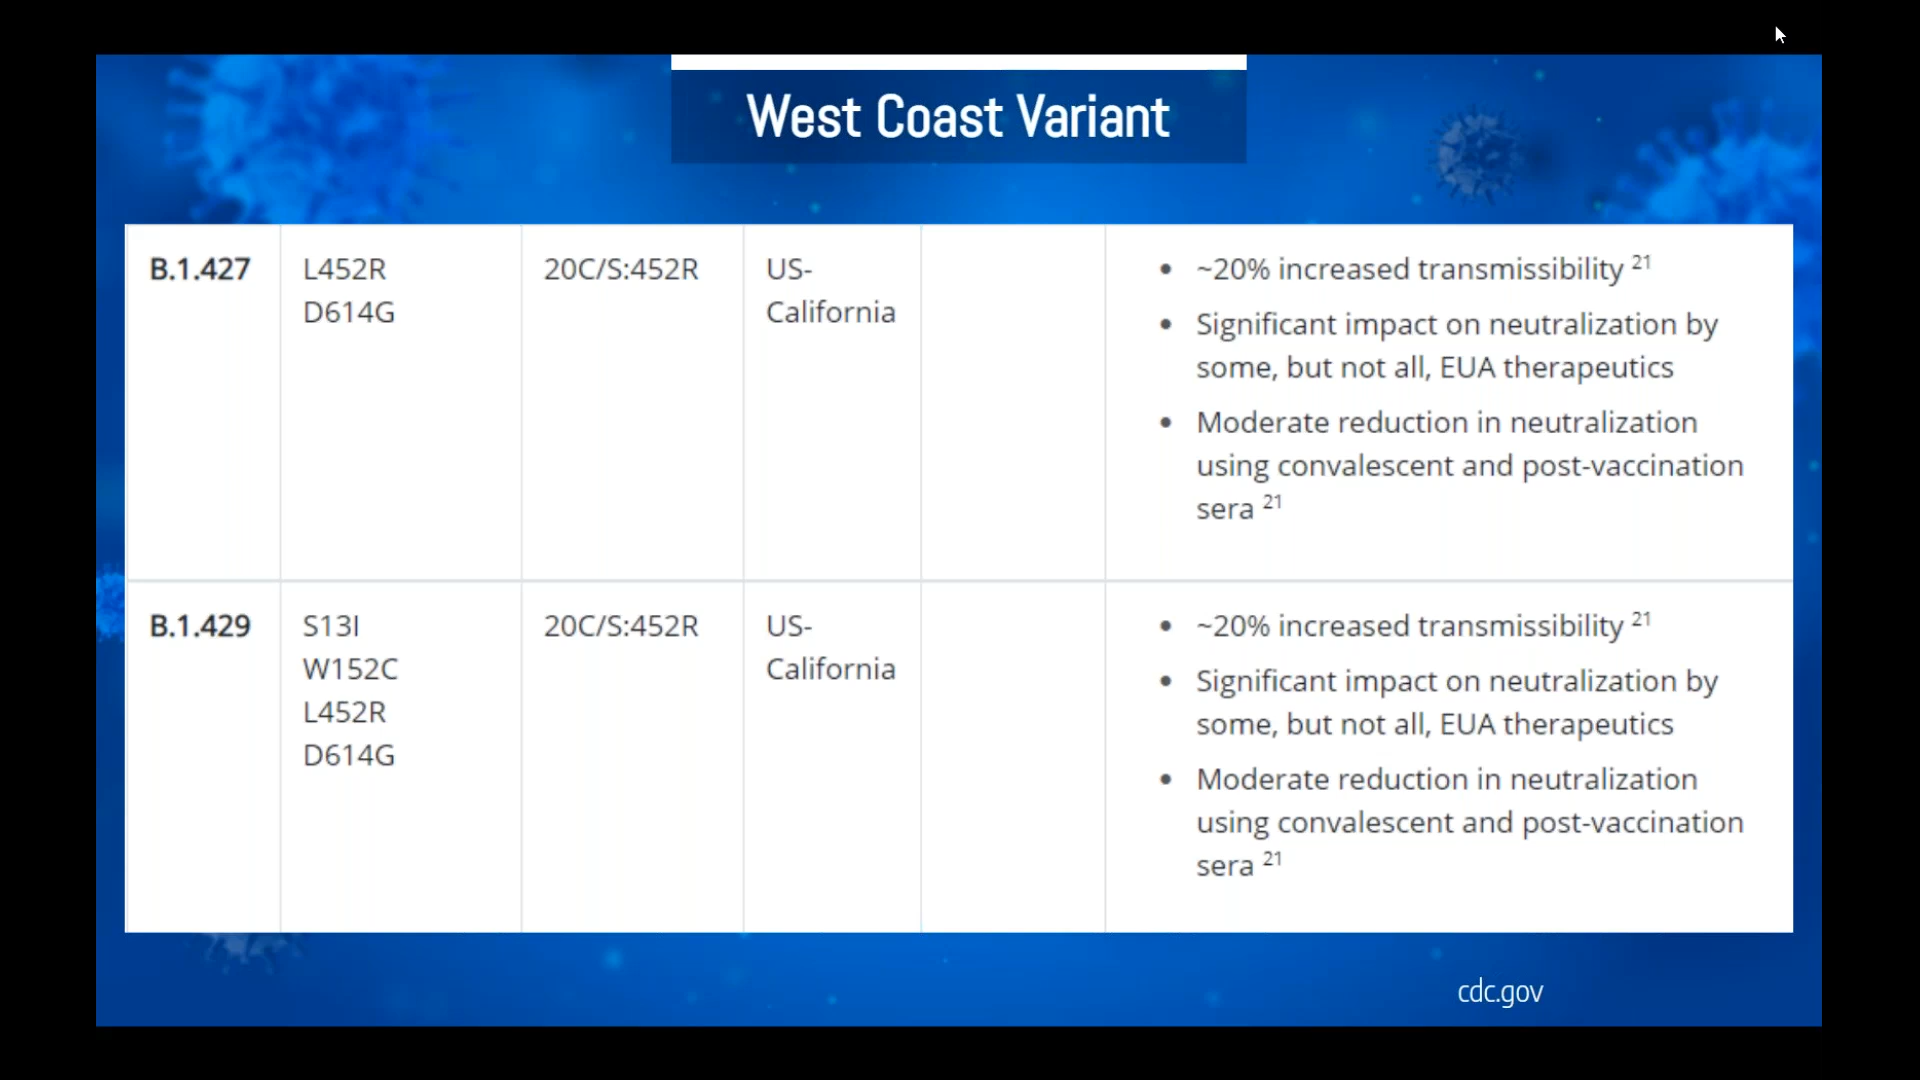 West Coast Variant
B.1.427
L452R
D614G
20C/S:452R
US-
California
~20% increased transmissibility 21
Significant impact on neutralization by
some, but not all, EUA therapeutics
Moderate reduction in neutralization
using convalescent and post-vaccination
sera 21
B.1.429
S13I
W152C
L452R
D614G
20C/S:452R
US-
California
~20% increased transmissibility 21
Significant impact on neutralization by
some, but not all, EUA therapeutics
Moderate reduction in neutralization
using convalescent and post-vaccination
sera 21
cdc.gov